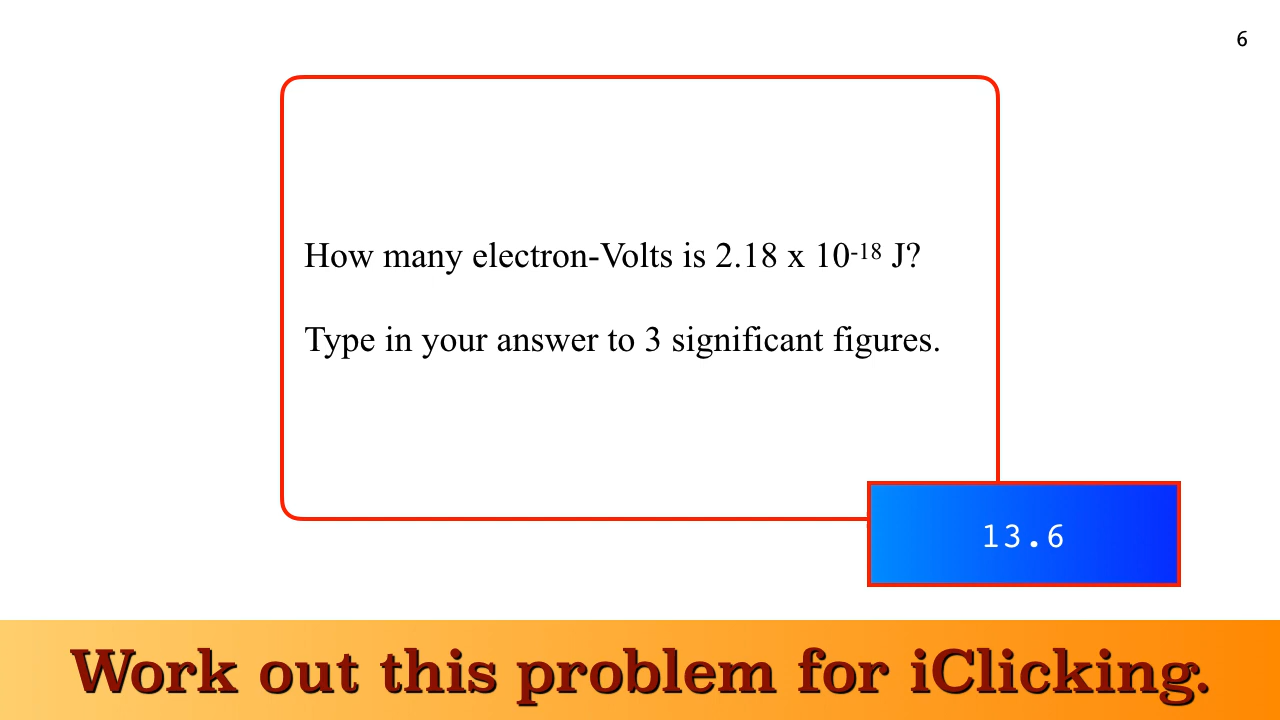 6
How many electron-Volts is 2.18 x 10⁻¹⁸ J?
Type in your answer to 3 significant figures.
13.6
Work out this problem for iClicking.